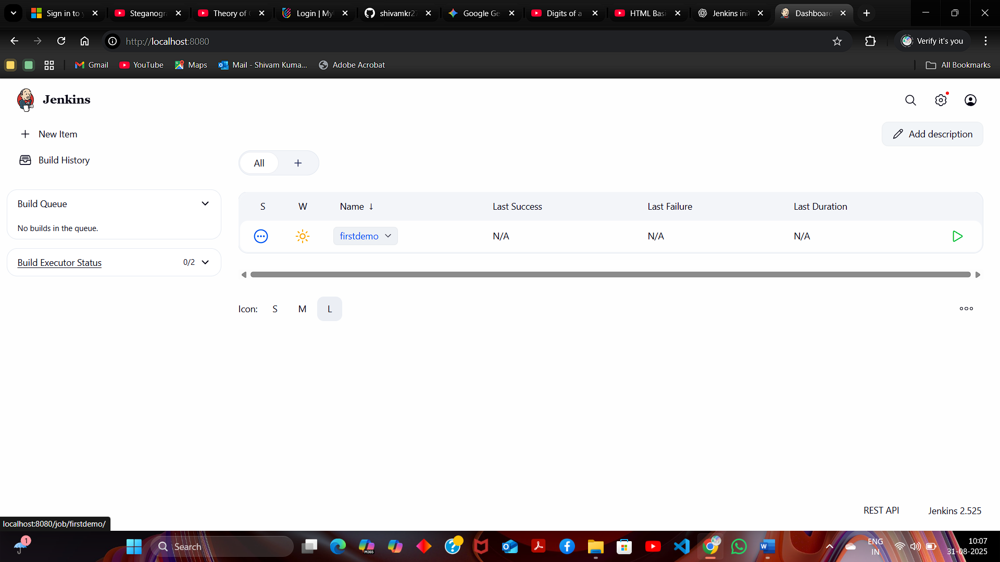 Sign in to y
Steganogra
Theory of C
Login | Myl
shivamkr27
Google Ge
Digits of a
HTML Basi
Jenkins init
Dashboard
http://localhost:8080
Verify it's you
Gmail
YouTube
Maps
Mail - Shivam Kuma...
Adobe Acrobat
All Bookmarks
Jenkins
New Item
Add description
Build History
All
Build Queue
No builds in the queue.
S W Name ↓ Last Success Last Failure Last Duration
firstdemo N/A N/A N/A
Build Executor Status 0/2
Icon: S M L
REST API Jenkins 2.525
localhost:8080/job/firstdemo/
1
Search
M365
ENG
IN
10:07
31-08-2025